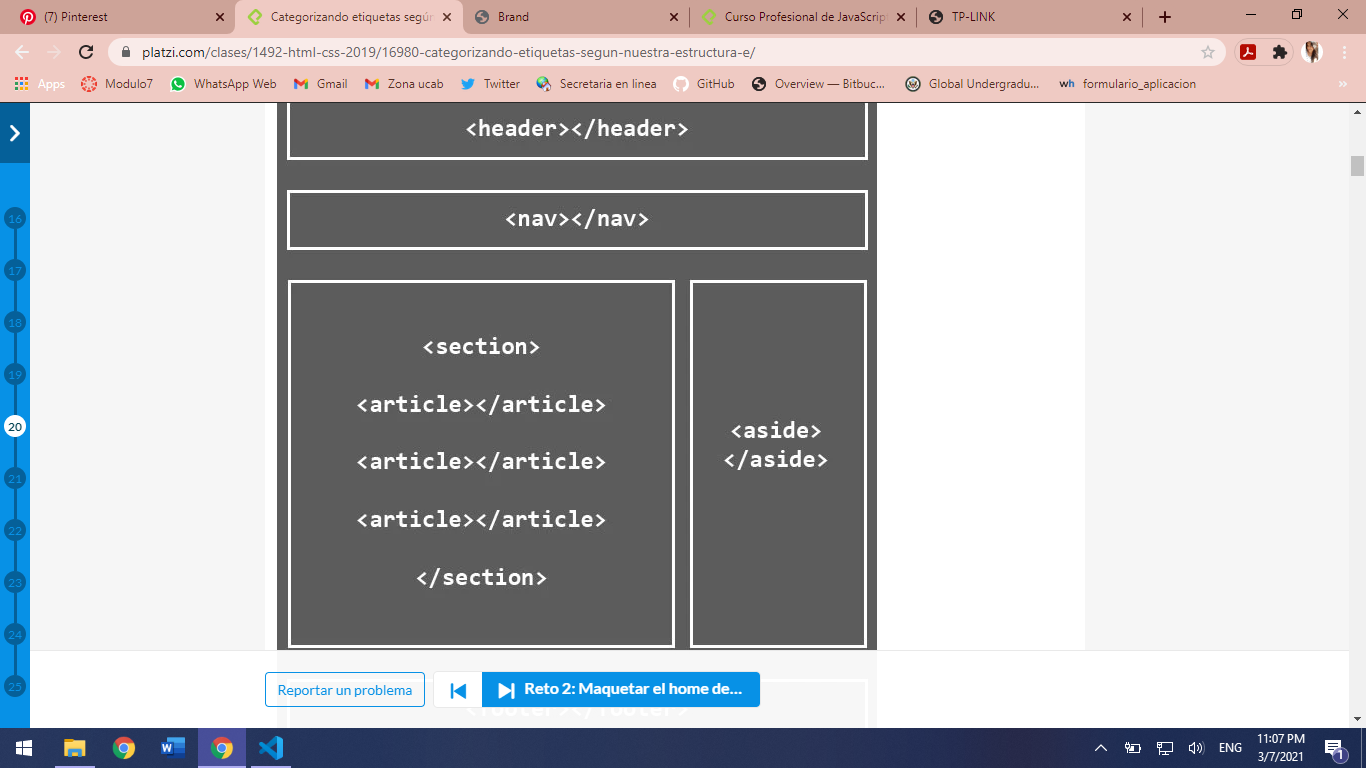 (7) Pinterest
Categorizando etiquetas segú
Brand
Curso Profesional de JavaScrip
TP-LINK
platzi.com/clases/1492-html-css-2019/16980-categorizando-etiquetas-segun-nuestra-estructura-e/
Apps Modulo7 WhatsApp Web Gmail Zona ucab Twitter Secretaria en linea GitHub Overview — Bitbuc... Global Undergradu... wh formulario_aplicacion
<header></header>
<nav></nav>
<section>
<article></article>
<article></article>
<article></article>
</section>
<aside>
</aside>
16
17
18
19
20
21
22
23
24
25
Reportar un problema
Reto 2: Maquetar el home de...
<footer></footer>
ENG
11:07 PM
3/7/2021
1